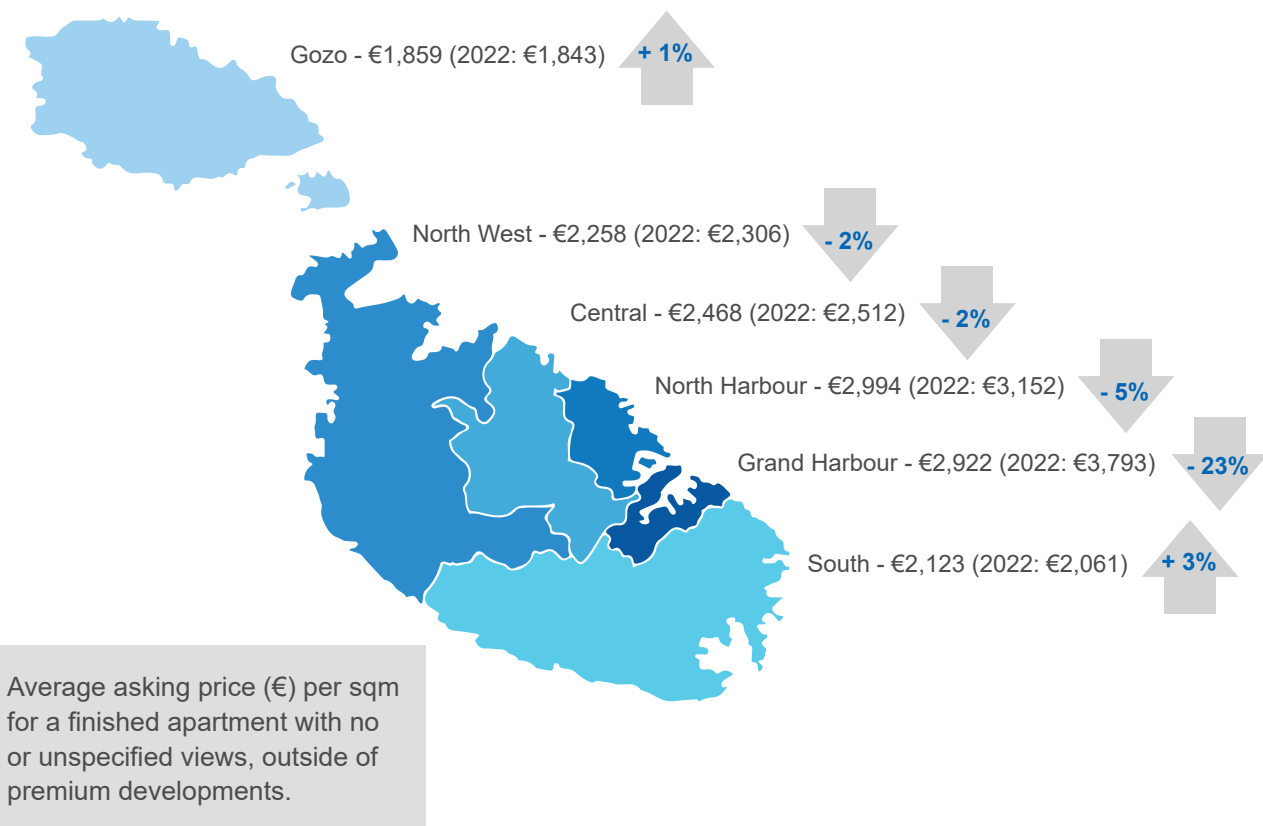 Gozo - €1,859 (2022: €1,843)
+ 1%
North West - €2,258 (2022: €2,306)
- 2%
Central - €2,468 (2022: €2,512)
- 2%
North Harbour - €2,994 (2022: €3,152)
- 5%
Grand Harbour - €2,922 (2022: €3,793)
- 23%
South - €2,123 (2022: €2,061)
+ 3%
Average asking price (€) per sqm
for a finished apartment with no
or unspecified views, outside of
premium developments.